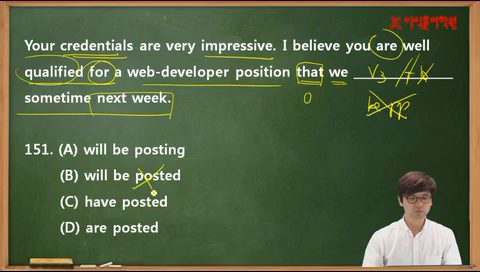 Your credentials are very impressive. I believe you are well
qualified for a web-developer position that we
sometime next week.
151. (A) will be posting
(B) will be posted
(C) have posted
(D) are posted